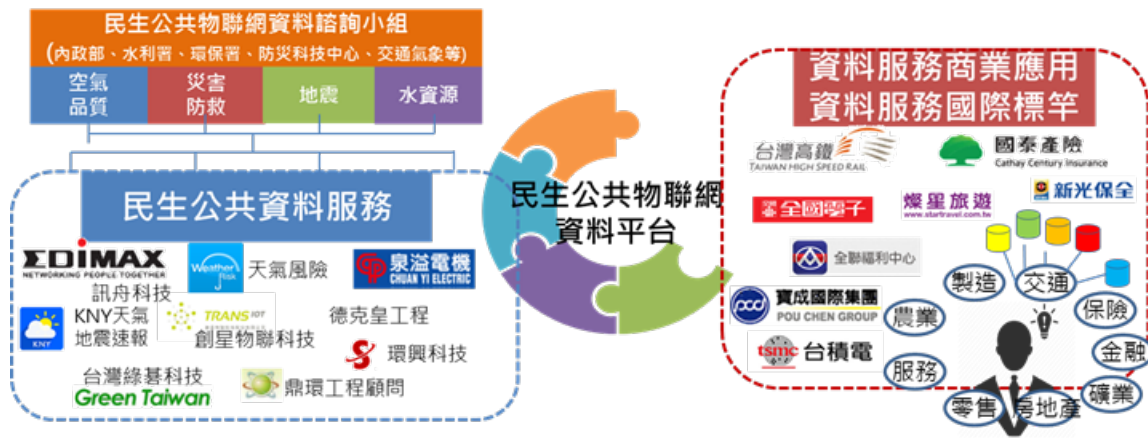 民生公共物聯網資料諮詢小組
(內政部、水利署、環保署、防災科技中心、交通氣象等)
空氣
品質
災害
防救
地震
水資源
民生公共資料服務
EDIMAX
NETWORKING PEOPLE TOGETHER
訊舟科技
Weather
Risk
天氣風險
泉溢電機
CHUAN YI ELECTRIC
KNY
KNY天氣
地震速報
TRANS IOT
創星物聯科技
德克皇工程
環興科技
台灣綠碁科技
Green Taiwan
鼎環工程顧問
民生公共物聯網
資料平台
資料服務商業應用
資料服務國際標竿
台灣高鐵
TAIWAN HIGH SPEED RAIL
國泰產險
Cathay Century Insurance
全國電子
燦星旅遊
www.startravel.com.tw
新光保全
全聯福利中心
寶成國際集團
POU CHEN GROUP
tsmc
台積電
製造
交通
農業
保險
服務
金融
零售
房地產
礦業